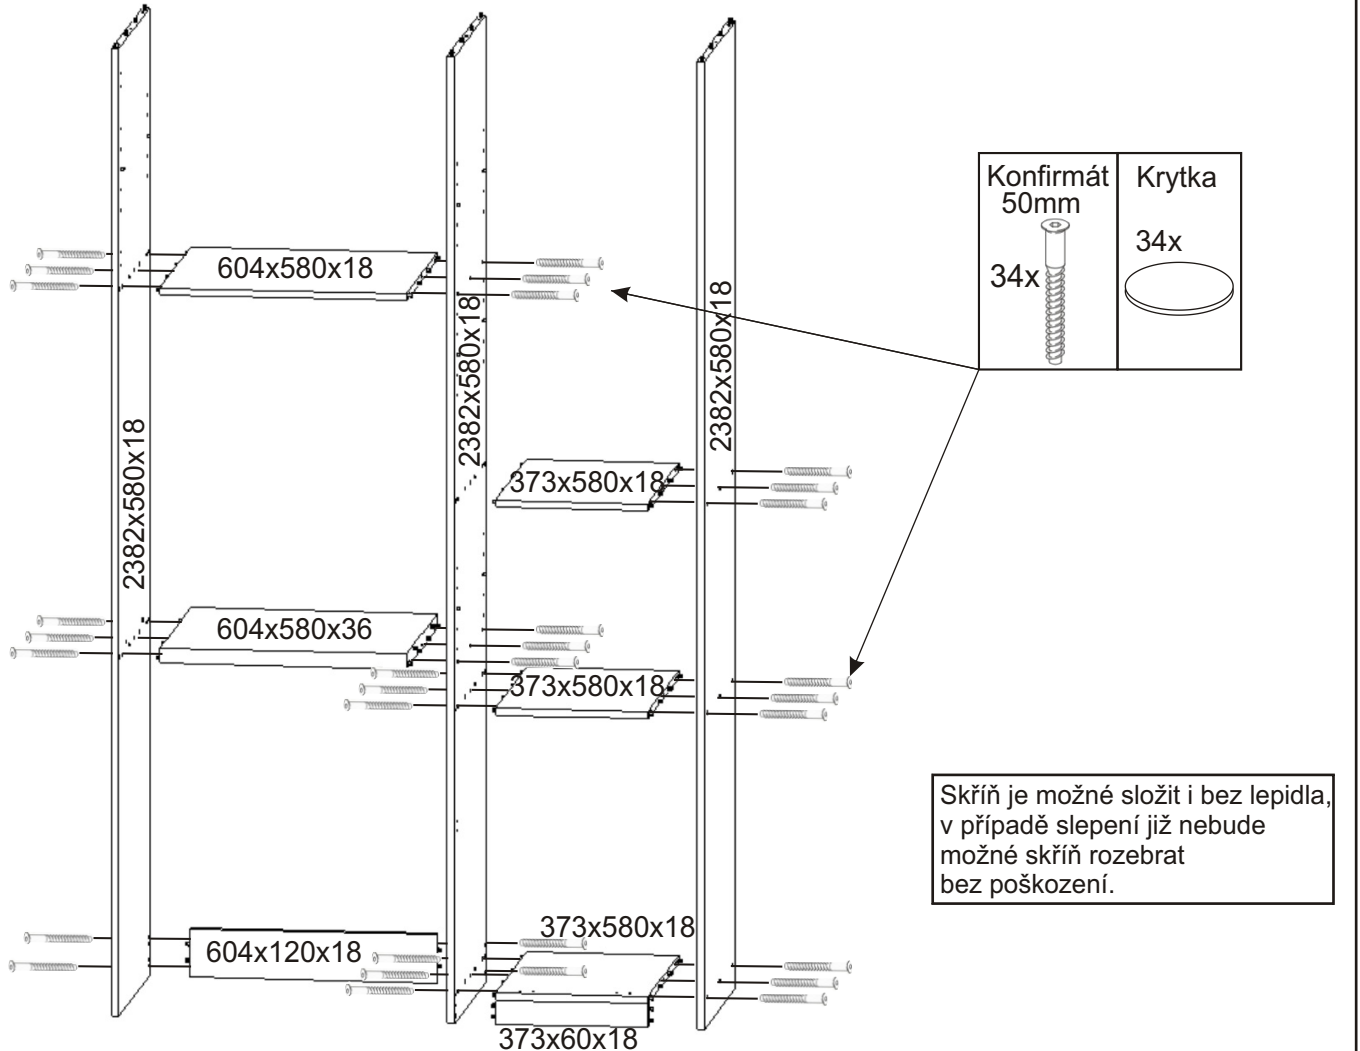 Konfirmát
50mm
34x
Krytka
34x
604x580x18
2382x580x18
2382x580x18
2382x580x18
373x580x18
604x580x36
373x580x18
Skříň je možné složit i bez lepidla,
v případě slepení již nebude
možné skříň rozebrat
bez poškození.
373x580x18
604x120x18
373x60x18